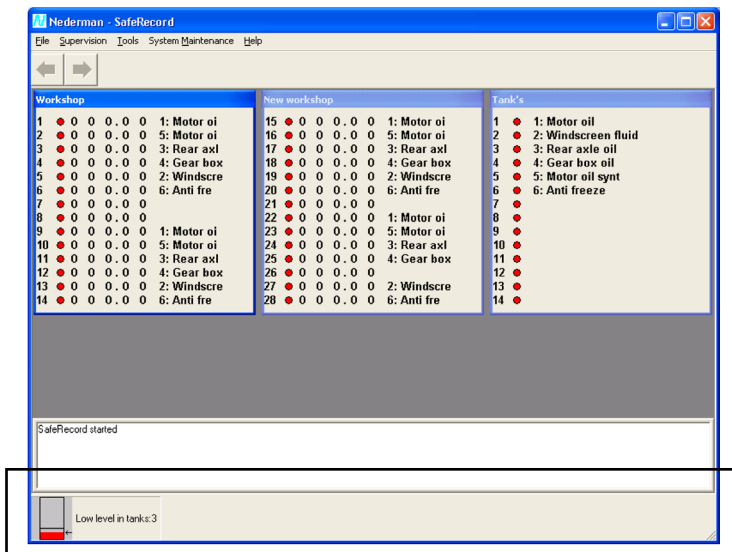 Nederman - SafeRecord
File Supervision Tools System Maintenance Help
Workshop
1 0 0 0.0 0 1: Motor oi
2 0 0 0.0 0 5: Motor oi
3 0 0 0.0 0 3: Rear axl
4 0 0 0.0 0 4: Gear box
5 0 0 0.0 0 2: Windscre
6 0 0 0.0 0 6: Anti fre
7 0 0 0.0 0
8 0 0 0.0 0
9 0 0 0.0 0 1: Motor oi
10 0 0 0.0 0 5: Motor oi
11 0 0 0.0 0 3: Rear axl
12 0 0 0.0 0 4: Gear box
13 0 0 0.0 0 2: Windscre
14 0 0 0.0 0 6: Anti fre
New workshop
15 0 0 0.0 0 1: Motor oi
16 0 0 0.0 0 5: Motor oi
17 0 0 0.0 0 3: Rear axl
18 0 0 0.0 0 4: Gear box
19 0 0 0.0 0 2: Windscre
20 0 0 0.0 0 6: Anti fre
21 0 0 0.0 0
22 0 0 0.0 0 1: Motor oi
23 0 0 0.0 0 5: Motor oi
24 0 0 0.0 0 3: Rear axl
25 0 0 0.0 0 4: Gear box
26 0 0 0.0 0
27 0 0 0.0 0 2: Windscre
28 0 0 0.0 0 6: Anti fre
Tank's
1 1: Motor oil
2 2: Windscreen fluid
3 3: Rear axle oil
4 4: Gear box oil
5 5: Motor oil synt
6 6: Anti freeze
7
8
9
10
11
12
13
14
SafeRecord started
Low level in tanks:3